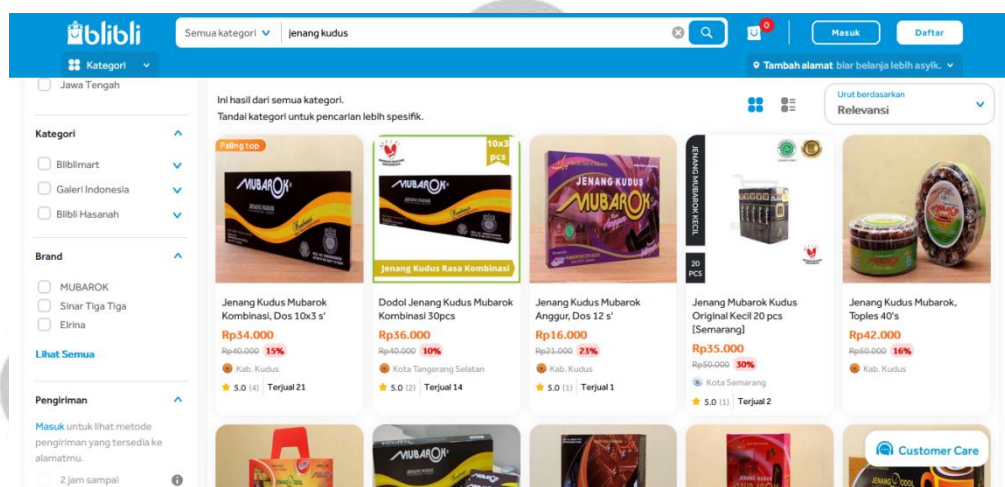 blibli
Semua kategori
jenang kudus
0
Masuk
Daftar
Kategori
Tambah alamat biar belanja lebih asyik.
Jawa Tengah
Kategori
Bliblimart
Galeri Indonesia
Blibli Hasanah
Brand
MUBAROK
Sinar Tiga Tiga
Elrina
Lihat Semua
Pengiriman
Masuk untuk lihat metode
pengiriman yang tersedia ke
alamatmu.
2 jam sampai
Ini hasil dari semua kategori.
Tandai kategori untuk pencarian lebih spesifik.
Urut berdasarkan
Relevansi
Paling top
MUBAROK
JENANG KUDUS
Jenang Kudus Mubarok
Kombinasi, Dos 10x3 s'
Rp34.000
Rp40.000 15%
Kab. Kudus
5.0 (4) Terjual 21
10x3
pcs
MUBAROK
JENANG KUDUS
Jenang Kudus Rasa Kombinasi
Dodol Jenang Kudus Mubarok
Kombinasi 30pcs
Rp36.000
Rp40.000 10%
Kota Tangerang Selatan
5.0 (2) Terjual 14
JENANG KUDUS
MUBAROK
Anggur
Jenang Kudus Mubarok
Anggur, Dos 12 s'
Rp16.000
Rp21.000 23%
Kab. Kudus
5.0 (1) Terjual 1
JENANG MUBAROK KECIL
20
PCS
Jenang Mubarok Kudus
Original Kecil 20 pcs
[Semarang]
Rp35.000
Rp50.000 30%
Kota Semarang
5.0 (1) Terjual 2
Jenang Kudus Mubarok,
Toples 40's
Rp42.000
Rp50.000 16%
Kab. Kudus
MUBAROK
Customer Care